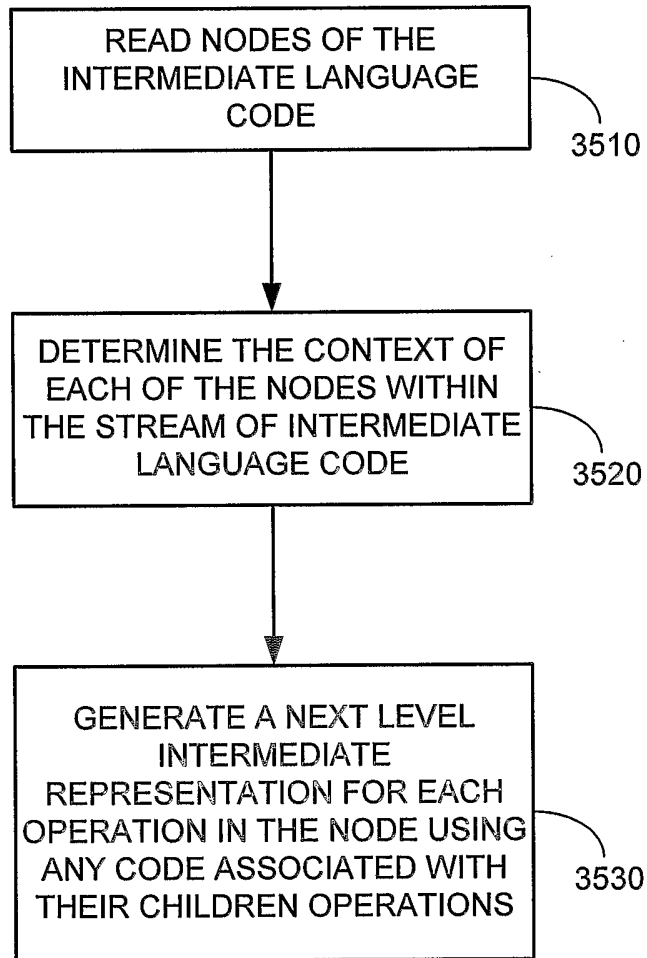 READ NODES OF THE
INTERMEDIATE LANGUAGE
CODE
3510
DETERMINE THE CONTEXT OF
EACH OF THE NODES WITHIN
THE STREAM OF INTERMEDIATE
LANGUAGE CODE
3520
GENERATE A NEXT LEVEL
INTERMEDIATE
REPRESENTATION FOR EACH
OPERATION IN THE NODE USING
ANY CODE ASSOCIATED WITH
THEIR CHILDREN OPERATIONS
3530